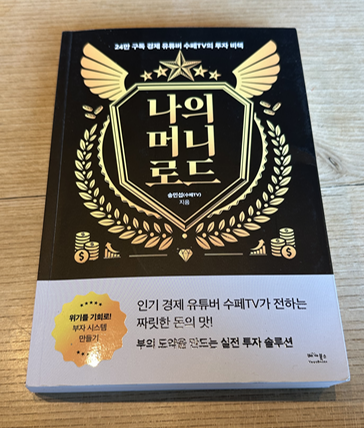 24만 구독 경제 유튜버 수페TV의 투자 비책
나의
머니
로드
송민섭(수페TV)
지음
위기를 기회로!
부자 시스템
만들기
인기 경제 유튜버 수페TV가 전하는
짜릿한 돈의 맛!
부의 도약을 만드는 실전 투자 솔루션